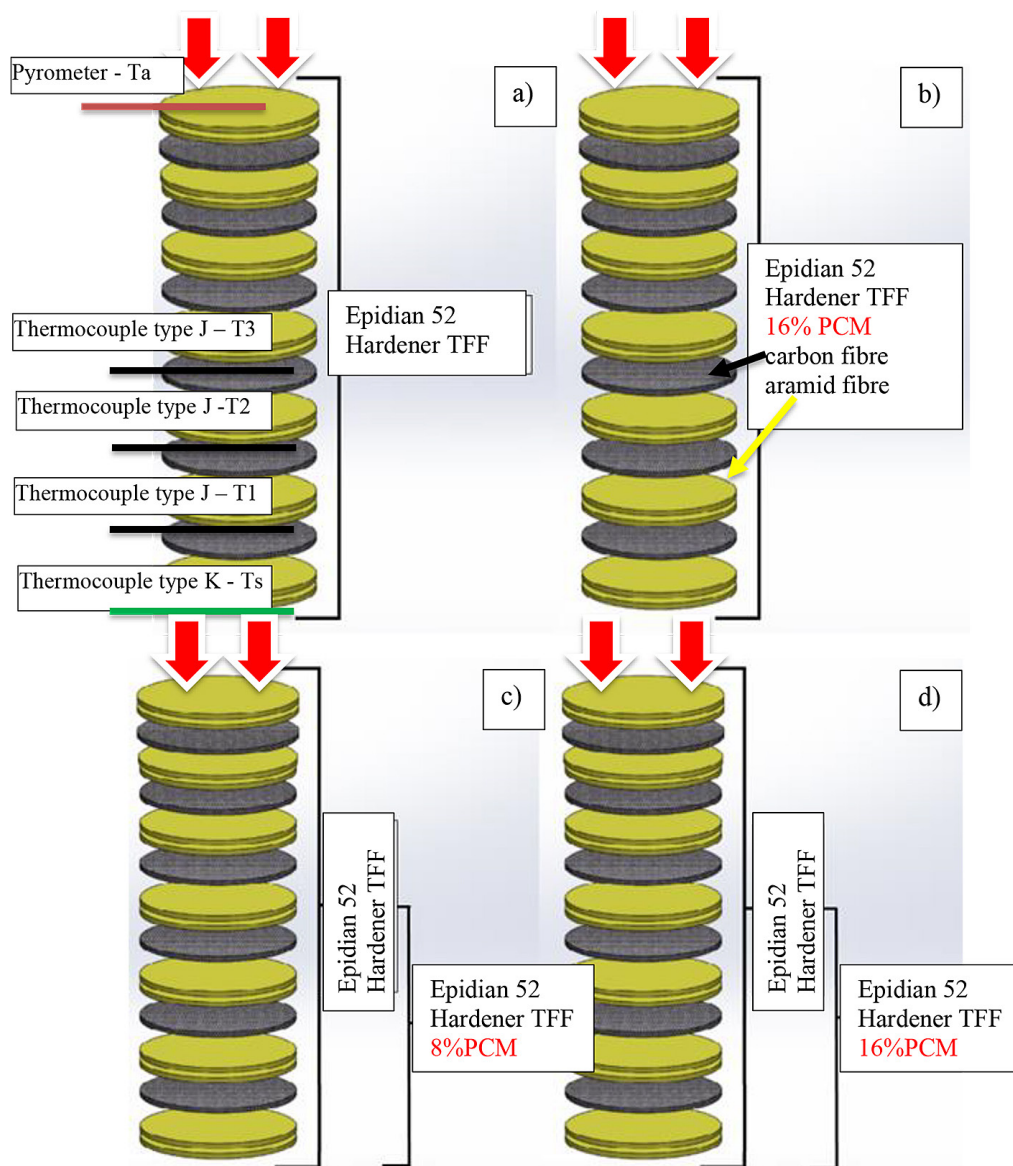 Pyrometer - Ta
a)
Thermocouple type J – T3
Thermocouple type J -T2
Thermocouple type J – T1
Thermocouple type K - Ts
Epidian 52
Hardener TFF
b)
Epidian 52
Hardener TFF
16% PCM
carbon fibre
aramid fibre
c)
Epidian 52
Hardener TFF
Epidian 52
Hardener TFF
8%PCM
d)
Epidian 52
Hardener TFF
Epidian 52
Hardener TFF
16%PCM